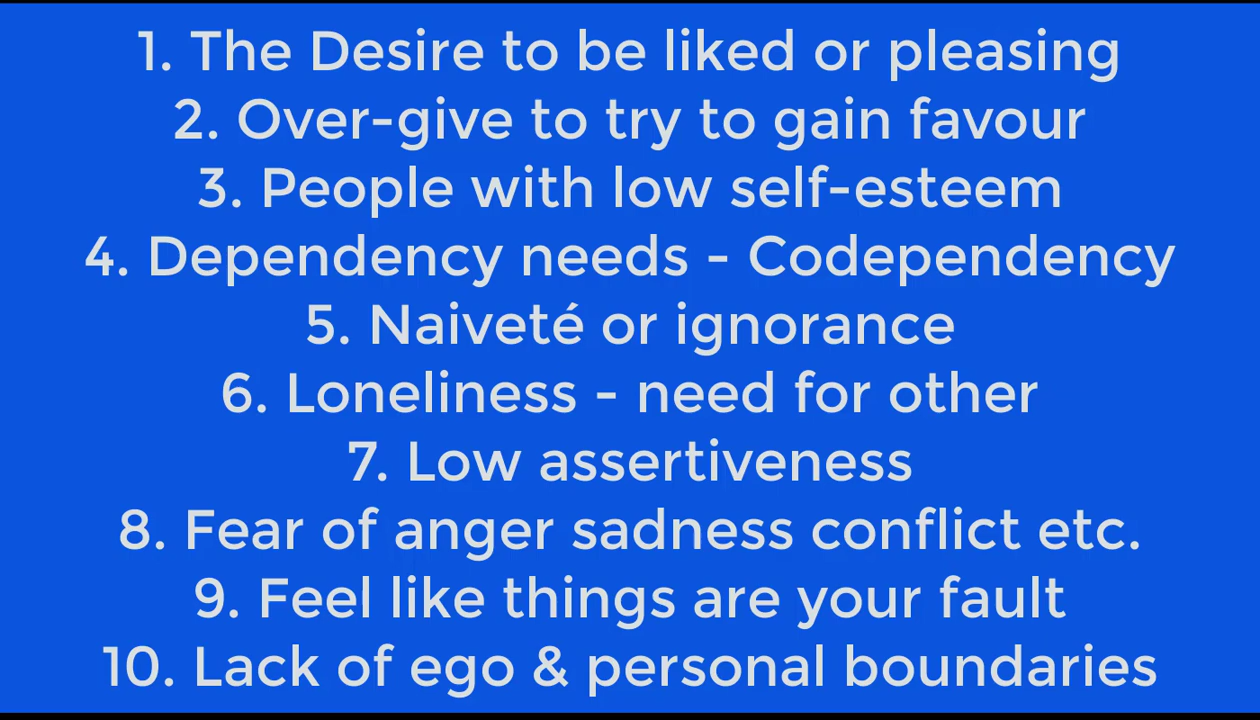 1. The Desire to be liked or pleasing
2. Over-give to try to gain favour
3. People with low self-esteem
4. Dependency needs - Codependency
5. Naiveté or ignorance
6. Loneliness - need for other
7. Low assertiveness
8. Fear of anger sadness conflict etc.
9. Feel like things are your fault
10. Lack of ego & personal boundaries